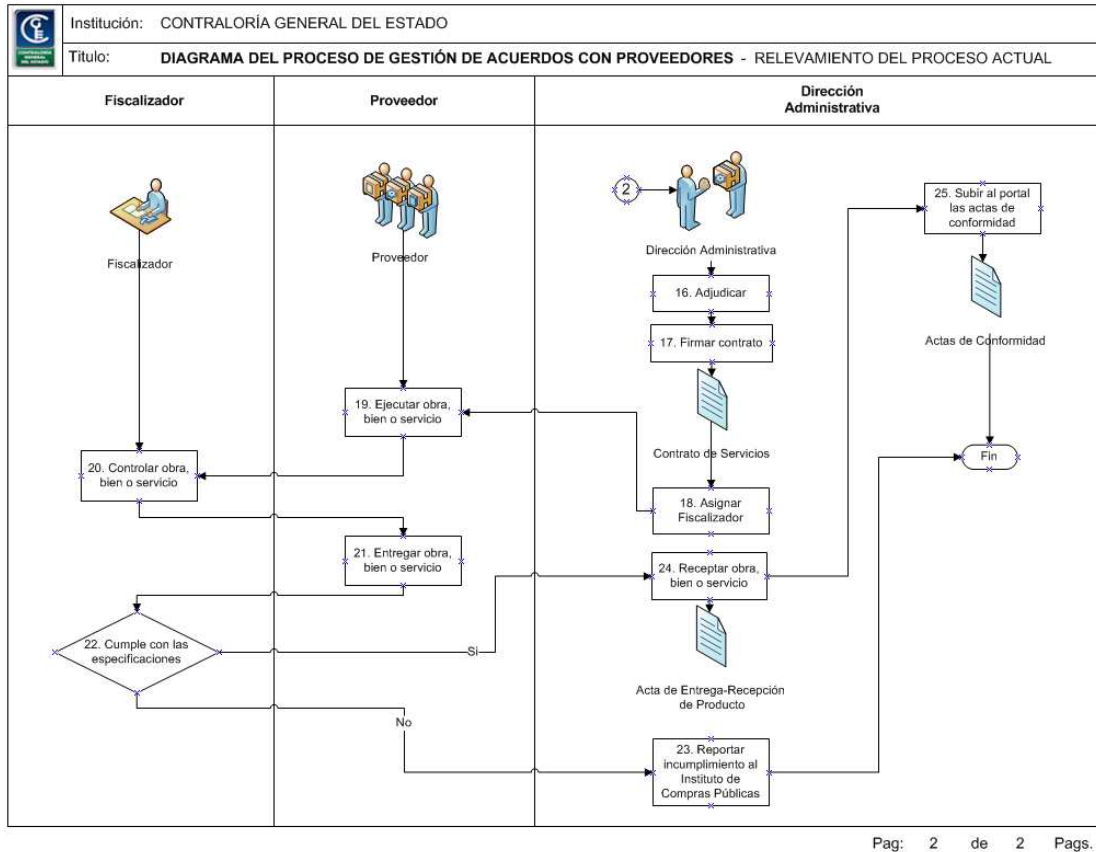 Institución: CONTRALORÍA GENERAL DEL ESTADO
Titulo: DIAGRAMA DEL PROCESO DE GESTIÓN DE ACUERDOS CON PROVEEDORES - RELEVAMIENTO DEL PROCESO ACTUAL
Fiscalizador
Proveedor
Dirección
Administrativa
Fiscalizador
Proveedor
2
Dirección Administrativa
16. Adjudicar
17. Firmar contrato
Contrato de Servicios
18. Asignar
Fiscalizador
19. Ejecutar obra,
bien o servicio
20. Controlar obra,
bien o servicio
21. Entregar obra,
bien o servicio
22. Cumple con las
especificaciones
Si
No
24. Receptar obra,
bien o servicio
Acta de Entrega-Recepción
de Producto
23. Reportar
incumplimiento al
Instituto de
Compras Públicas
25. Subir al portal
las actas de
conformidad
Actas de Conformidad
Fin
Pag: 2 de 2 Pags.